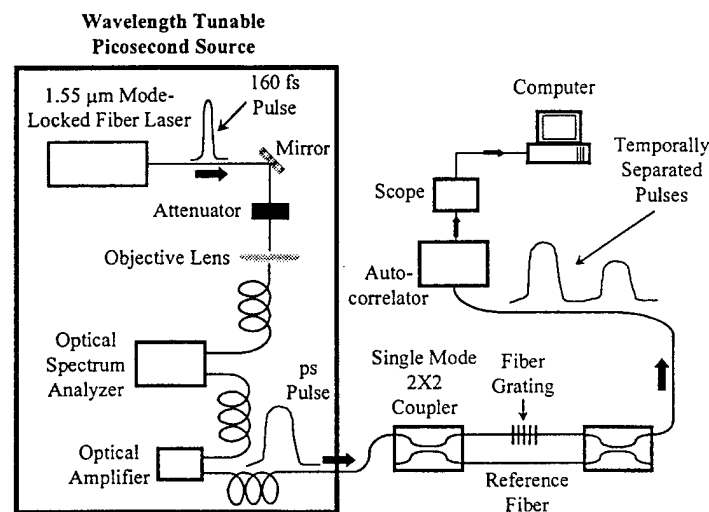 Wavelength Tunable
Picosecond Source
1.55 µm Mode-
Locked Fiber Laser
160 fs
Pulse
Mirror
Attenuator
Objective Lens
Optical
Spectrum
Analyzer
ps
Pulse
Optical
Amplifier
Computer
Scope
Temporally
Separated
Pulses
Auto-
correlator
Single Mode
2X2
Coupler
Fiber
Grating
Reference
Fiber